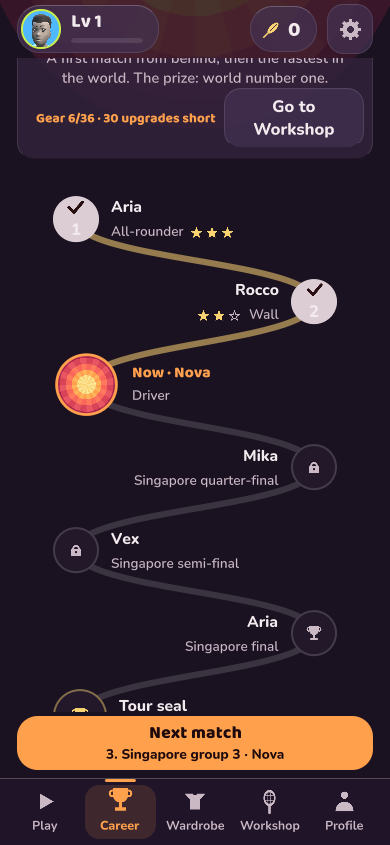 Lv 1
0
A first match from behind, then the fastest in
the world. The prize: world number one.
Gear 6/36 · 30 upgrades short
Go to
Workshop
Aria
1
All-rounder
Rocco
2
Wall
Now · Nova
Driver
Mika
Singapore quarter-final
Vex
Singapore semi-final
Aria
Singapore final
Tour seal
Next match
3. Singapore group 3 · Nova
Play
Career
Wardrobe
Workshop
Profile